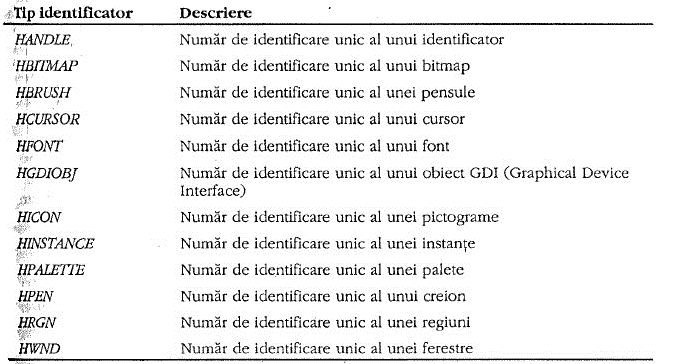 Tip identificator Descriere
HANDLE Număr de identificare unic al unui identificator
HBITMAP Număr de identificare unic al unui bitmap
HBRUSH Număr de identificare unic al unei pensule
HCURSOR Număr de identificare unic al unui cursor
HFONT Număr de identificare unic al unui font
HGDIOBJ Număr de identificare unic al unui obiect GDI (Graphical Device
Interface)
HICON Număr de identificare unic al unei pictograme
HINSTANCE Număr de identificare unic al unei instanțe
HPALETTE Număr de identificare unic al unei palete
HPEN Număr de identificare unic al unui creion
HRGN Număr de identificare unic al unei regiuni
HWND Număr de identificare unic al unei ferestre